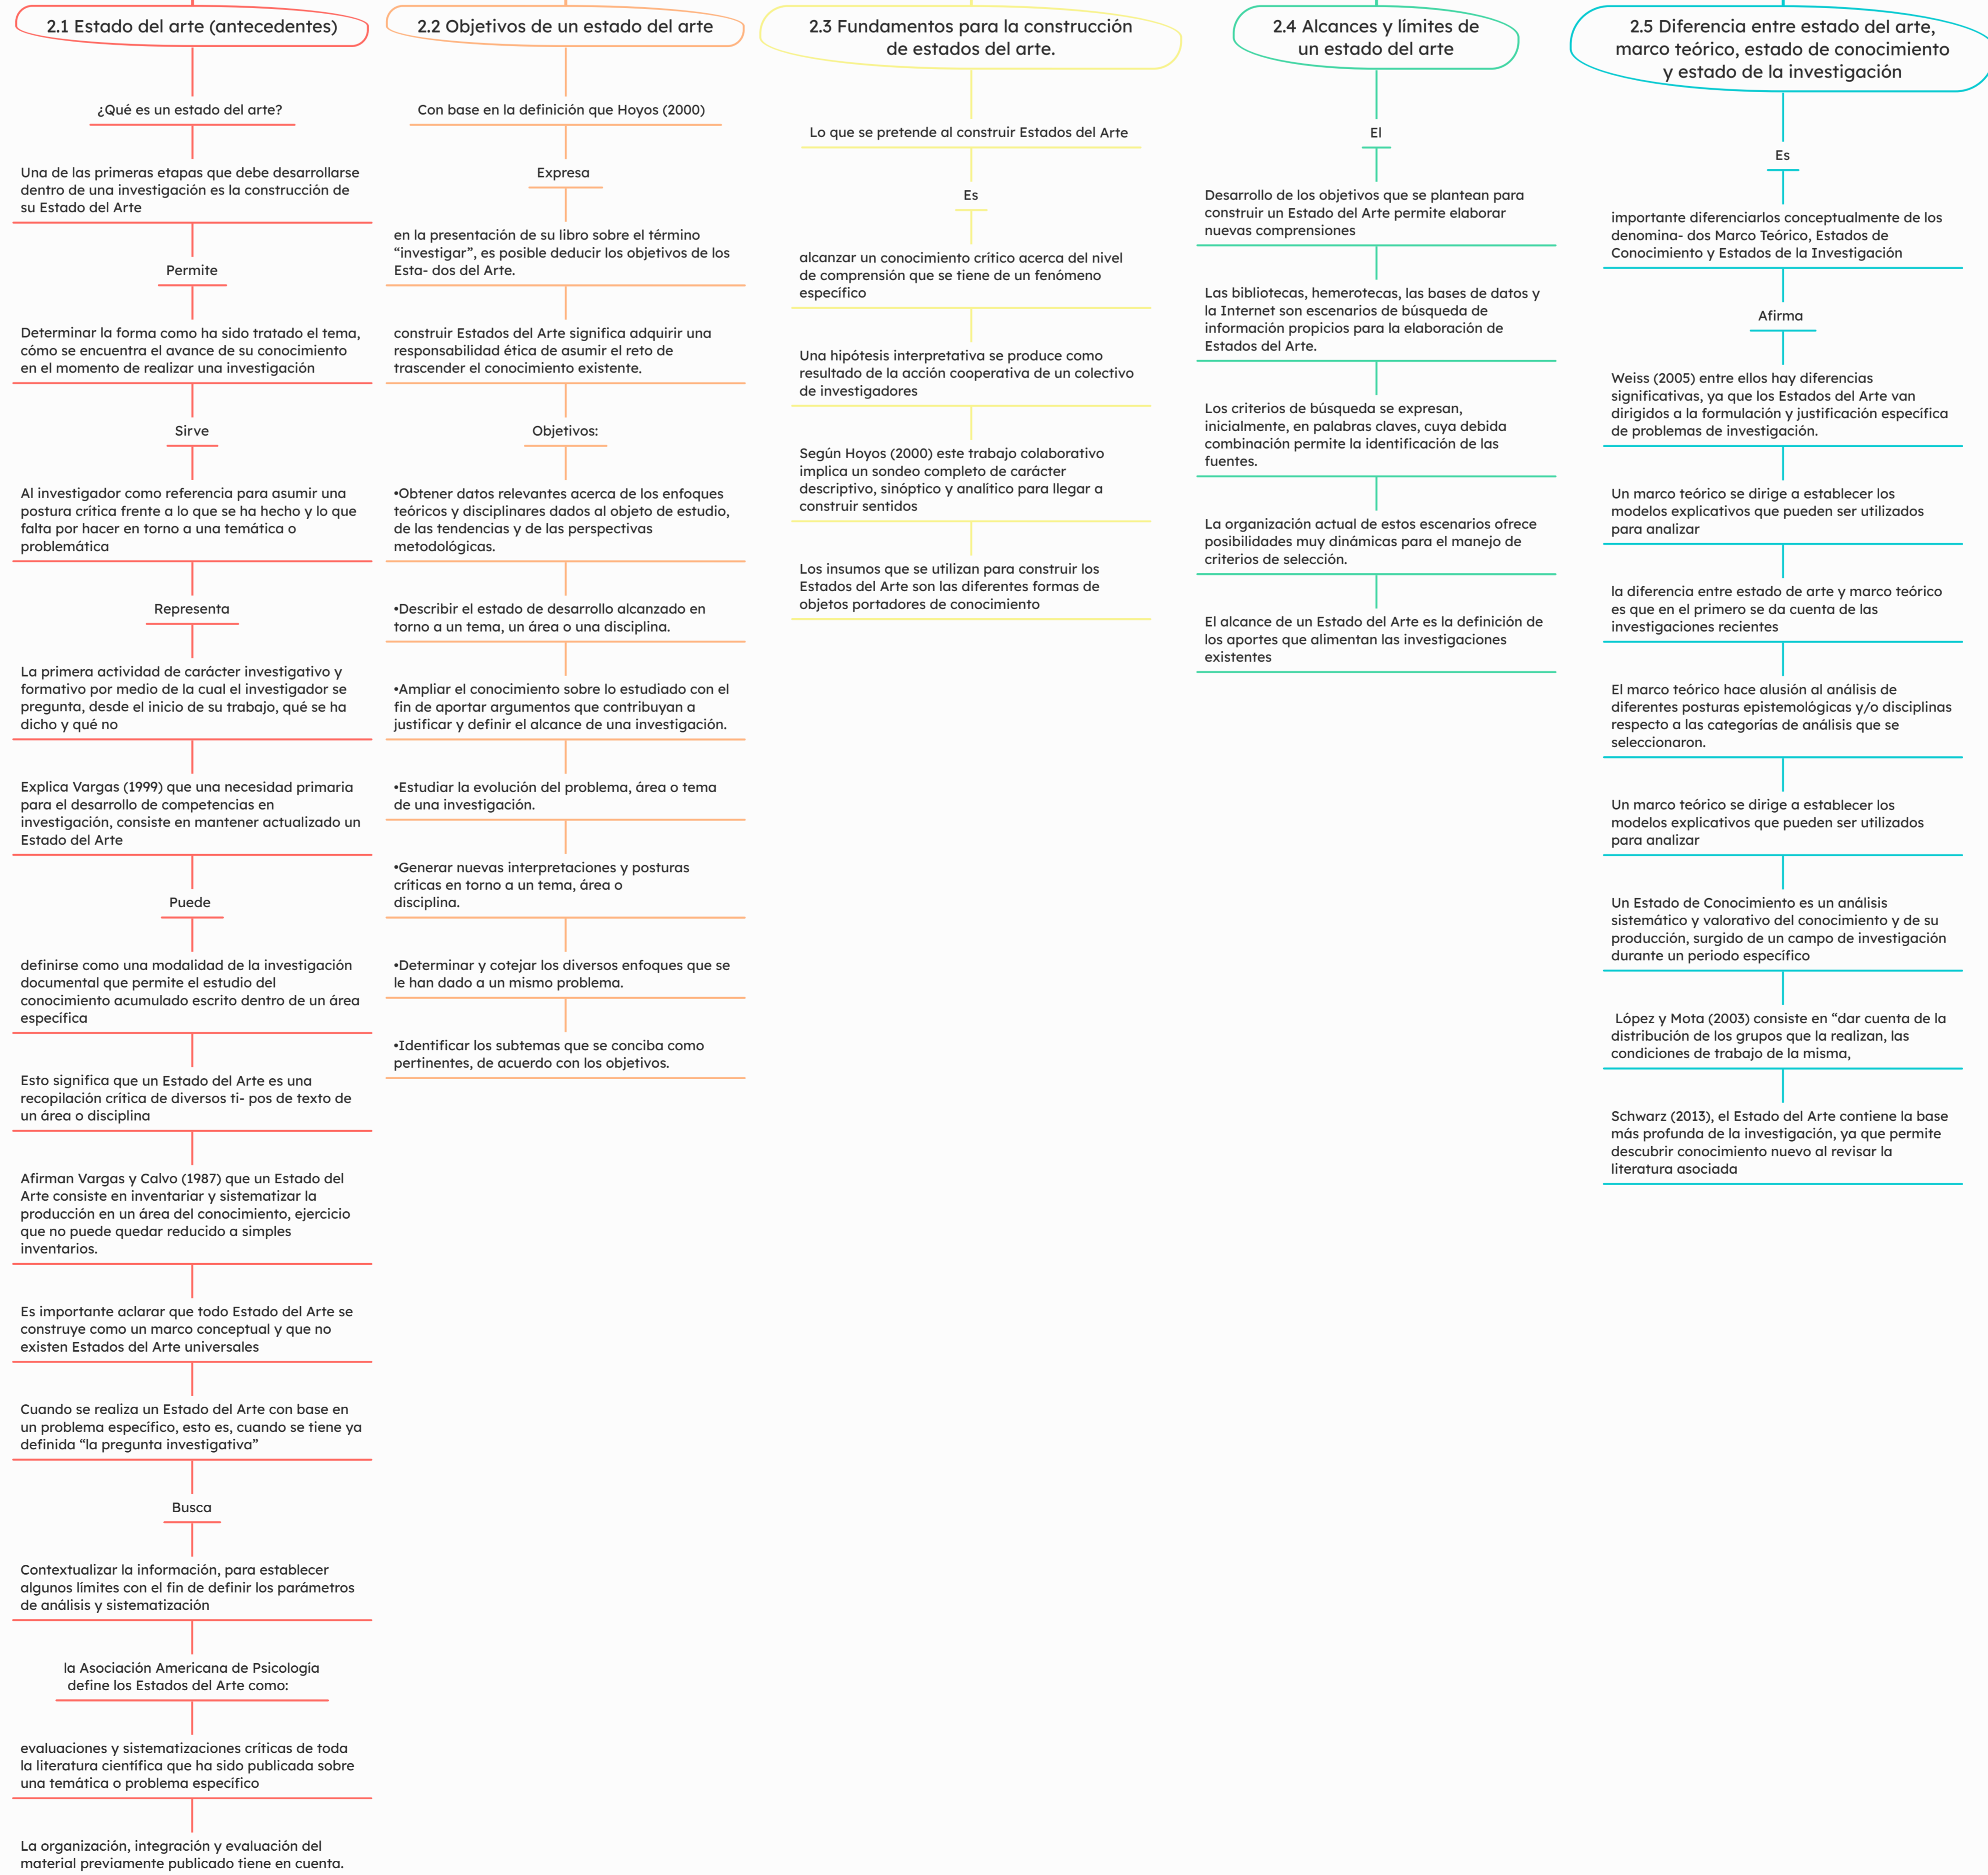 2.1 Estado del arte (antecedentes)
¿Qué es un estado del arte?
Una de las primeras etapas que debe desarrollarse
dentro de una investigación es la construcción de
su Estado del Arte
Permite
Determinar la forma como ha sido tratado el tema,
cómo se encuentra el avance de su conocimiento
en el momento de realizar una investigación
Sirve
Al investigador como referencia para asumir una
postura crítica frente a lo que se ha hecho y lo que
falta por hacer en torno a una temática o
problemática
Representa
La primera actividad de carácter investigativo y
formativo por medio de la cual el investigador se
pregunta, desde el inicio de su trabajo, qué se ha
dicho y qué no
Explica Vargas (1999) que una necesidad primaria
para el desarrollo de competencias en
investigación, consiste en mantener actualizado un
Estado del Arte
Puede
definirse como una modalidad de la investigación
documental que permite el estudio del
conocimiento acumulado escrito dentro de un área
específica
Esto significa que un Estado del Arte es una
recopilación crítica de diversos ti- pos de texto de
un área o disciplina
Afirman Vargas y Calvo (1987) que un Estado del
Arte consiste en inventariar y sistematizar la
producción en un área del conocimiento, ejercicio
que no puede quedar reducido a simples
inventarios.
Es importante aclarar que todo Estado del Arte se
construye como un marco conceptual y que no
existen Estados del Arte universales
Cuando se realiza un Estado del Arte con base en
un problema específico, esto es, cuando se tiene ya
definida “la pregunta investigativa”
Busca
Contextualizar la información, para establecer
algunos límites con el fin de definir los parámetros
de análisis y sistematización
la Asociación Americana de Psicología
define los Estados del Arte como:
evaluaciones y sistematizaciones críticas de toda
la literatura científica que ha sido publicada sobre
una temática o problema específico
La organización, integración y evaluación del
material previamente publicado tiene en cuenta.
2.2 Objetivos de un estado del arte
Con base en la definición que Hoyos (2000)
Expresa
en la presentación de su libro sobre el término
“investigar”, es posible deducir los objetivos de los
Esta- dos del Arte.
construir Estados del Arte significa adquirir una
responsabilidad ética de asumir el reto de
trascender el conocimiento existente.
Objetivos:
•Obtener datos relevantes acerca de los enfoques
teóricos y disciplinares dados al objeto de estudio,
de las tendencias y de las perspectivas
metodológicas.
•Describir el estado de desarrollo alcanzado en
torno a un tema, un área o una disciplina.
•Ampliar el conocimiento sobre lo estudiado con el
fin de aportar argumentos que contribuyan a
justificar y definir el alcance de una investigación.
•Estudiar la evolución del problema, área o tema
de una investigación.
•Generar nuevas interpretaciones y posturas
críticas en torno a un tema, área o
disciplina.
•Determinar y cotejar los diversos enfoques que se
le han dado a un mismo problema.
•Identificar los subtemas que se conciba como
pertinentes, de acuerdo con los objetivos.
2.3 Fundamentos para la construcción
de estados del arte.
Lo que se pretende al construir Estados del Arte
Es
alcanzar un conocimiento crítico acerca del nivel
de comprensión que se tiene de un fenómeno
específico
Una hipótesis interpretativa se produce como
resultado de la acción cooperativa de un colectivo
de investigadores
Según Hoyos (2000) este trabajo colaborativo
implica un sondeo completo de carácter
descriptivo, sinóptico y analítico para llegar a
construir sentidos
Los insumos que se utilizan para construir los
Estados del Arte son las diferentes formas de
objetos portadores de conocimiento
2.4 Alcances y límites de
un estado del arte
El
Desarrollo de los objetivos que se plantean para
construir un Estado del Arte permite elaborar
nuevas comprensiones
Las bibliotecas, hemerotecas, las bases de datos y
la Internet son escenarios de búsqueda de
información propicios para la elaboración de
Estados del Arte.
Los criterios de búsqueda se expresan,
inicialmente, en palabras claves, cuya debida
combinación permite la identificación de las
fuentes.
La organización actual de estos escenarios ofrece
posibilidades muy dinámicas para el manejo de
criterios de selección.
El alcance de un Estado del Arte es la definición de
los aportes que alimentan las investigaciones
existentes
2.5 Diferencia entre estado del arte,
marco teórico, estado de conocimiento
y estado de la investigación
Es
importante diferenciarlos conceptualmente de los
denomina- dos Marco Teórico, Estados de
Conocimiento y Estados de la Investigación
Afirma
Weiss (2005) entre ellos hay diferencias
significativas, ya que los Estados del Arte van
dirigidos a la formulación y justificación específica
de problemas de investigación.
Un marco teórico se dirige a establecer los
modelos explicativos que pueden ser utilizados
para analizar
la diferencia entre estado de arte y marco teórico
es que en el primero se da cuenta de las
investigaciones recientes
El marco teórico hace alusión al análisis de
diferentes posturas epistemológicas y/o disciplinas
respecto a las categorías de análisis que se
seleccionaron.
Un marco teórico se dirige a establecer los
modelos explicativos que pueden ser utilizados
para analizar
Un Estado de Conocimiento es un análisis
sistemático y valorativo del conocimiento y de su
producción, surgido de un campo de investigación
durante un periodo específico
López y Mota (2003) consiste en “dar cuenta de la
distribución de los grupos que la realizan, las
condiciones de trabajo de la misma,
Schwarz (2013), el Estado del Arte contiene la base
más profunda de la investigación, ya que permite
descubrir conocimiento nuevo al revisar la
literatura asociada